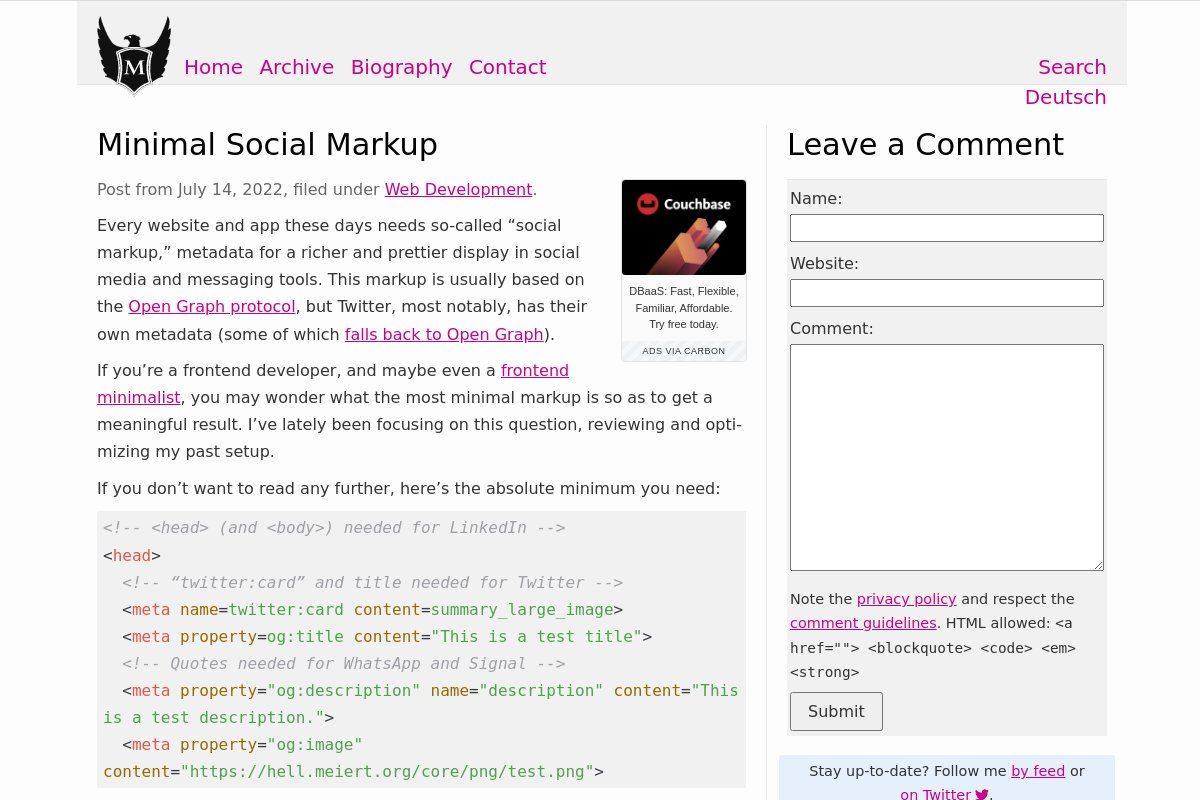 M
Home Archive Biography Contact
Search
Deutsch
Minimal Social Markup
Post from July 14, 2022, filed under Web Development.
Every website and app these days needs so-called “social
markup,” metadata for a richer and prettier display in social
media and messaging tools. This markup is usually based on
the Open Graph protocol, but Twitter, most notably, has their
own metadata (some of which falls back to Open Graph).
Couchbase
DBaaS: Fast, Flexible,
Familiar, Affordable.
Try free today.
ADS VIA CARBON
If you’re a frontend developer, and maybe even a frontend
minimalist, you may wonder what the most minimal markup is so as to get a
meaningful result. I’ve lately been focusing on this question, reviewing and opti-
mizing my past setup.
If you don’t want to read any further, here’s the absolute minimum you need:
<!-- <head> (and <body>) needed for LinkedIn -->
<head>
  <!-- “twitter:card” and title needed for Twitter -->
  <meta name=twitter:card content=summary_large_image>
  <meta property=og:title content="This is a test title">
  <!-- Quotes needed for WhatsApp and Signal -->
  <meta property="og:description" name="description" content="This
is a test description.">
  <meta property="og:image"
content="https://hell.meiert.org/core/png/test.png">
Leave a Comment
Name:
Website:
Comment:
Note the privacy policy and respect the
comment guidelines. HTML allowed: <a
href=""> <blockquote> <code> <em>
<strong>
Submit
Stay up-to-date? Follow me by feed or
on Twitter.